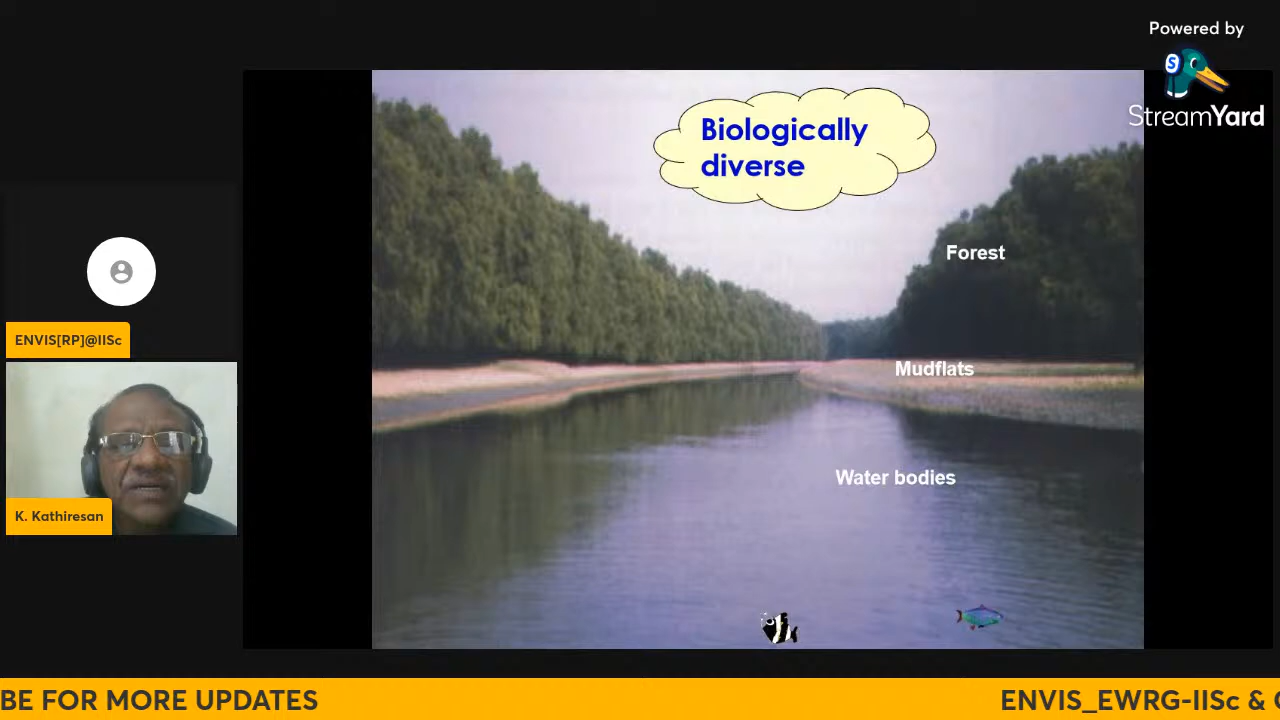 Powered by
S
StreamYard
Biologically
diverse
Forest
Mudflats
Water bodies
ENVIS[RP]@IISc
K. Kathiresan
BE FOR MORE UPDATES
ENVIS_EWRG-IISc &